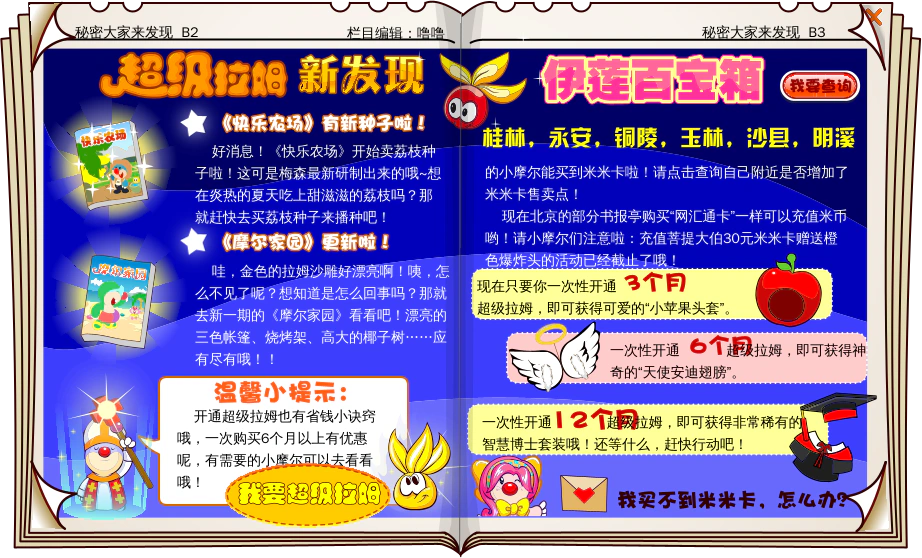 秘密大家来发现 B2
栏目编辑：噜噜
超级拉姆 新发现
《快乐农场》有新种子啦！
快乐农场
好消息！《快乐农场》开始卖荔枝种
子啦！这可是梅森最新研制出来的哦~想
在炎热的夏天吃上甜滋滋的荔枝吗？那
就赶快去买荔枝种子来播种吧！
《摩尔家园》更新啦！
摩尔家园
哇，金色的拉姆沙雕好漂亮啊！咦，怎
么不见了呢？想知道是怎么回事吗？那就
去新一期的《摩尔家园》看看吧！漂亮的
三色帐篷、烧烤架、高大的椰子树……应
有尽有哦！！
温馨小提示：
开通超级拉姆也有省钱小诀窍
哦，一次购买6个月以上有优惠
呢，有需要的小摩尔可以去看看
哦！
我要超级拉姆
秘密大家来发现 B3
伊莲百宝箱
我要查询
桂林，永安，铜陵，玉林，沙县，明溪
的小摩尔能买到米米卡啦！请点击查询自己附近是否增加了
米米卡售卖点！
现在北京的部分书报亭购买“网汇通卡”一样可以充值米币
哟！请小摩尔们注意啦：充值菩提大伯30元米米卡赠送橙
色爆炸头的活动已经截止了哦！
现在只要你一次性开通 3个月
超级拉姆，即可获得可爱的“小苹果头套”。
一次性开通 6个月超级拉姆，即可获得神
奇的“天使安迪翅膀”。
一次性开通12个月超级拉姆，即可获得非常稀有的
智慧博士套装哦！还等什么，赶快行动吧！
我买不到米米卡，怎么办？